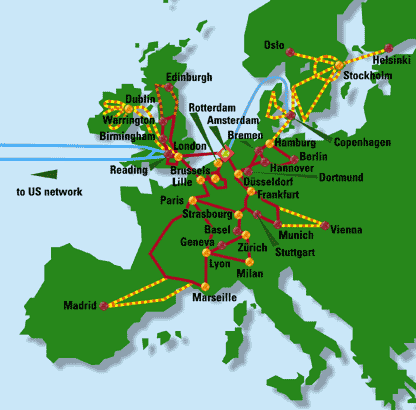 Oslo
Helsinki
Stockholm
Edinburgh
Dublin
Rotterdam
Amsterdam
Warrington
Bremen
Birmingham
Copenhagen
Hamburg
London
Berlin
Reading
Brussels
Hannover
Lille
Dortmund
Düsseldorf
to US network
Frankfurt
Paris
Strasbourg
Basel
Vienna
Munich
Geneva
Zürich
Stuttgart
Lyon
Milan
Marseille
Madrid